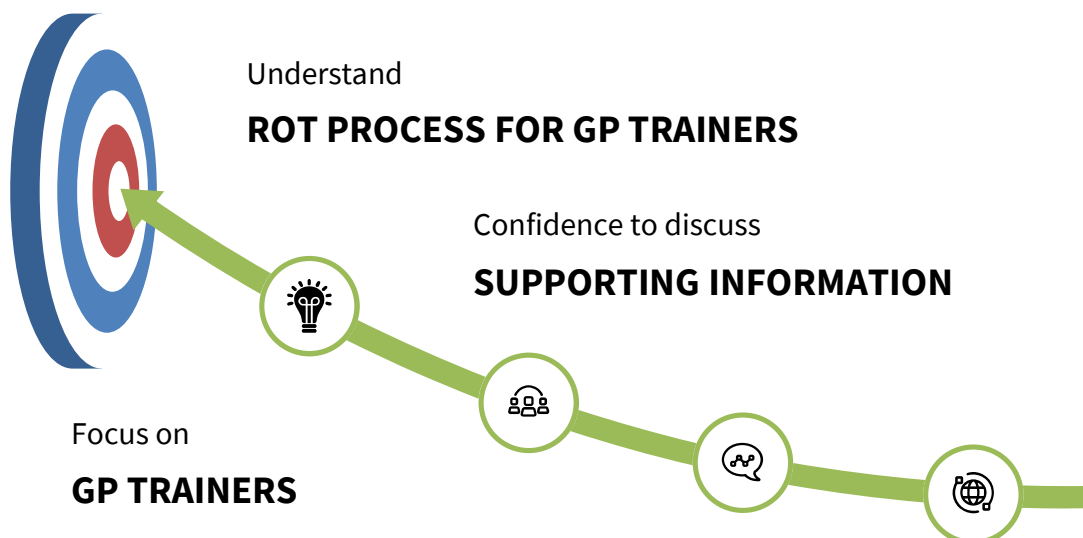 Understand
ROT PROCESS FOR GP TRAINERS
Confidence to discuss
SUPPORTING INFORMATION
Focus on
GP TRAINERS